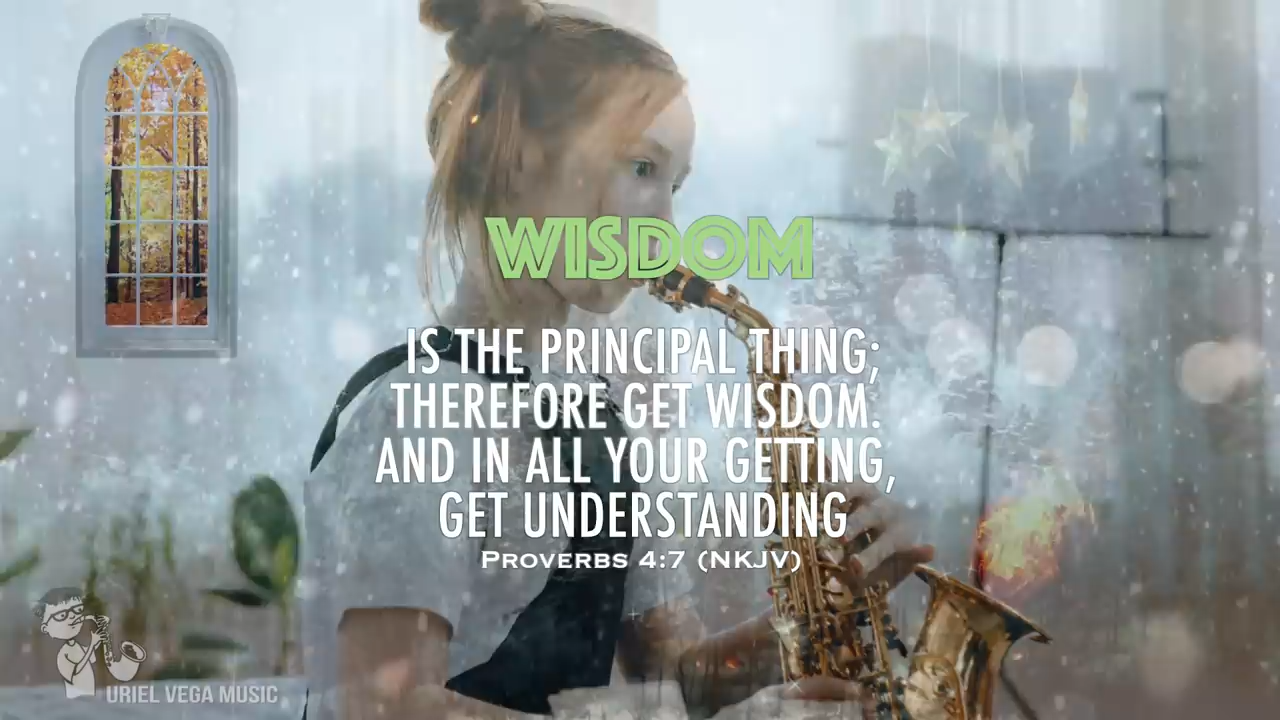 WISDOM
IS THE PRINCIPAL THING;
THEREFORE GET WISDOM.
AND IN ALL YOUR GETTING,
GET UNDERSTANDING
PROVERBS 4:7 (NKJV)
URIEL VEGA MUSIC